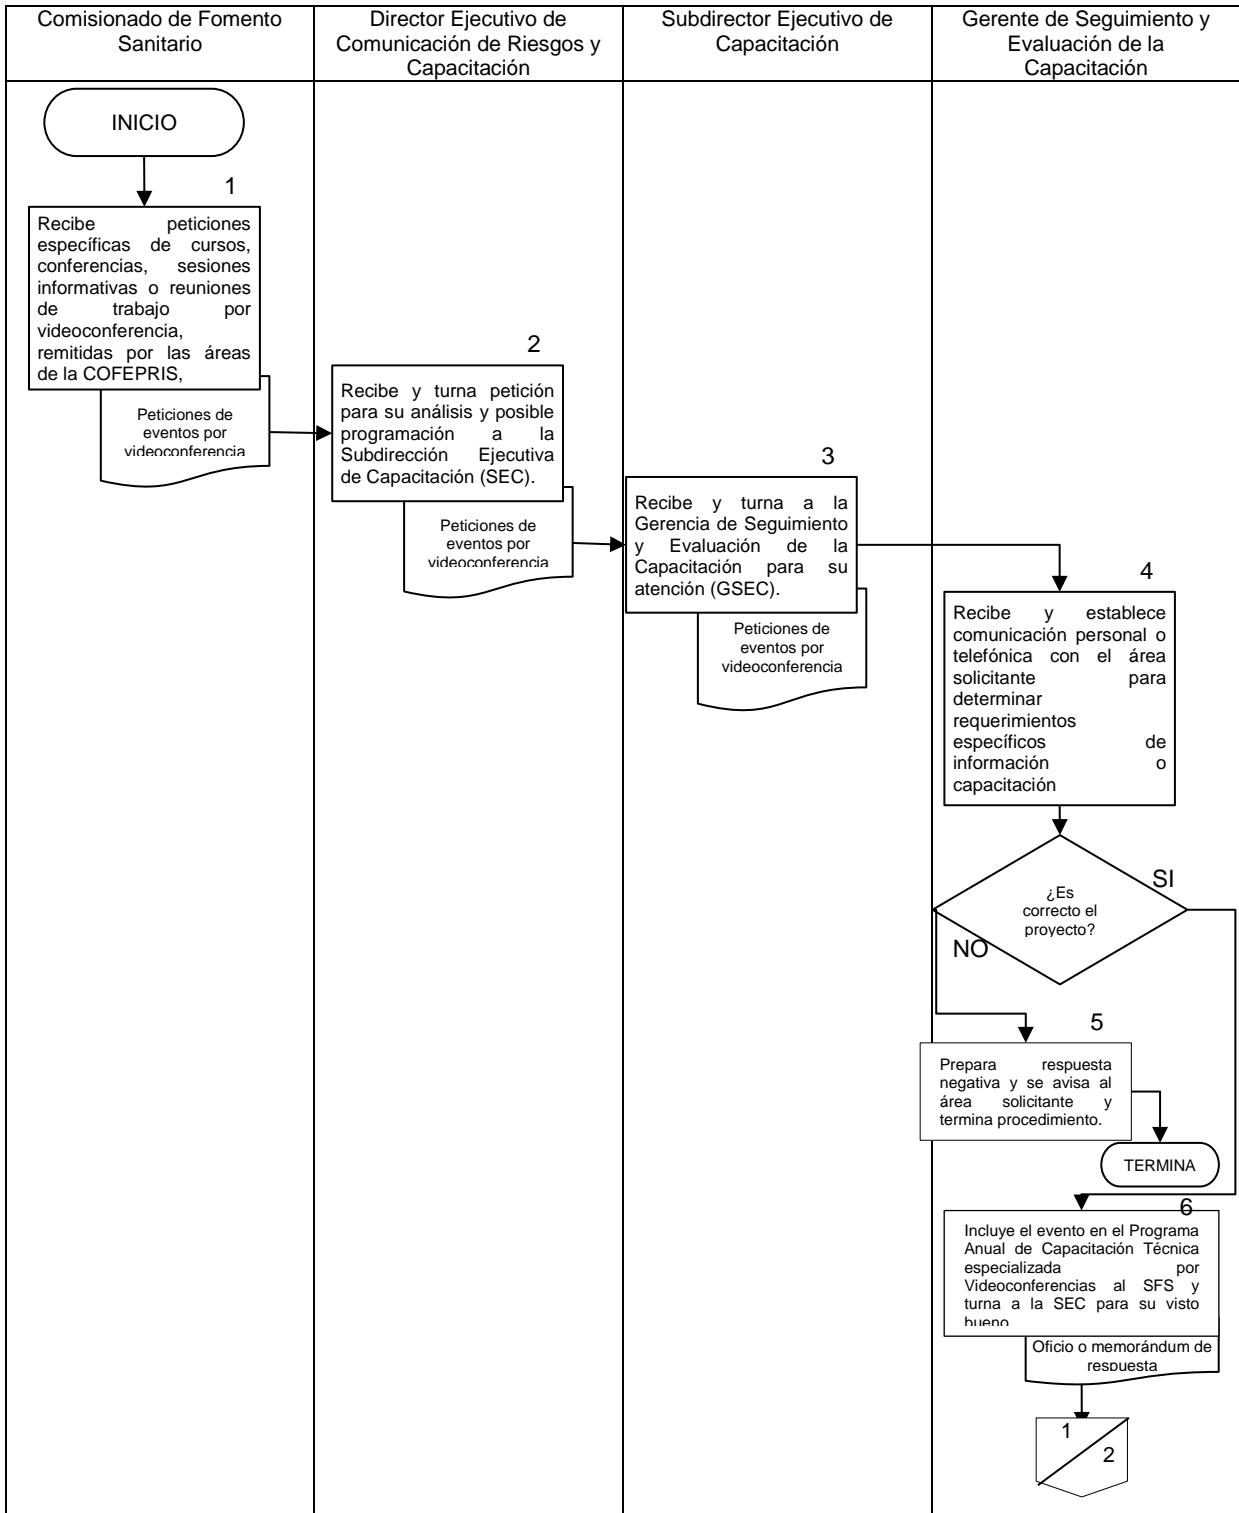 Comisionado de Fomento
Sanitario
Director Ejecutivo de
Comunicación de Riesgos y
Capacitación
Subdirector Ejecutivo de
Capacitación
Gerente de Seguimiento y
Evaluación de la
Capacitación
INICIO
1
Recibe peticiones
específicas de cursos,
conferencias, sesiones
informativas o reuniones
de trabajo por
videoconferencia,
remitidas por las áreas
de la COFEPRIS,
Peticiones de
eventos por
videoconferencia
2
Recibe y turna petición
para su análisis y posible
programación a la
Subdirección Ejecutiva
de Capacitación (SEC).
Peticiones de
eventos por
videoconferencia
3
Recibe y turna a la
Gerencia de Seguimiento
y Evaluación de la
Capacitación para su
atención (GSEC).
Peticiones de
eventos por
videoconferencia
4
Recibe y establece
comunicación personal o
telefónica con el área
solicitante para
determinar
requerimientos
específicos de
información o
capacitación
¿Es
correcto el
proyecto?
SI
NO
5
Prepara respuesta
negativa y se avisa al
área solicitante y
termina procedimiento.
TERMINA
6
Incluye el evento en el Programa
Anual de Capacitación Técnica
especializada por
Videoconferencias al SFS y
turna a la SEC para su visto
bueno
Oficio o memorándum de
respuesta
1
2